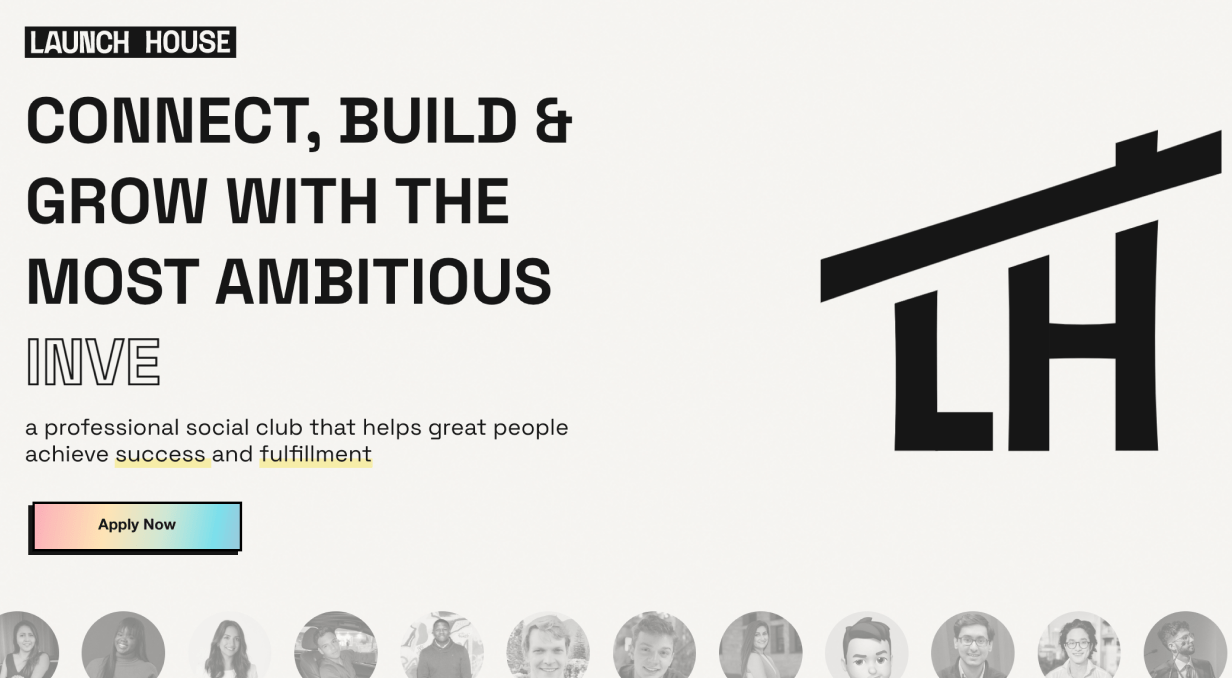 LAUNCH HOUSE
CONNECT, BUILD &
GROW WITH THE
MOST AMBITIOUS
INVE
a professional social club that helps great people
achieve success and fulfillment
Apply Now
LH